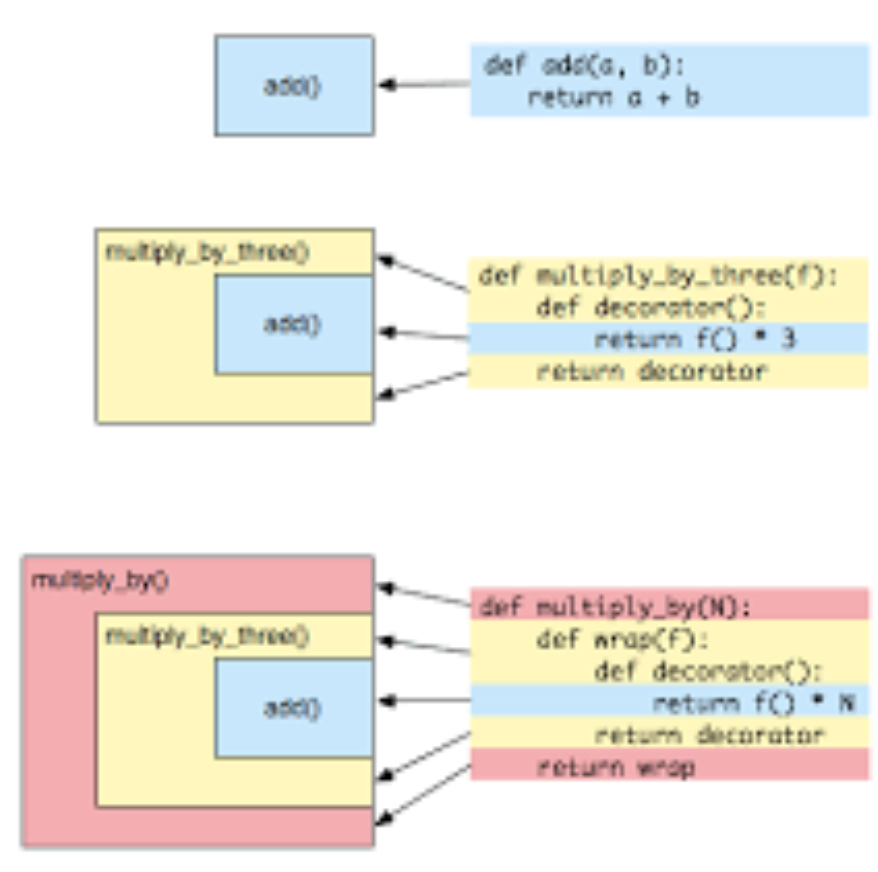 add()
def add(a, b):
return a + b
multiply_by_three()
add()
def multiply_by_three(f):
def decorator():
return f() * 3
return decorator
multiply_by()
multiply_by_three()
add()
def multiply_by(N):
def wrap(f):
def decorator():
return f() * N
return decorator
return wrap